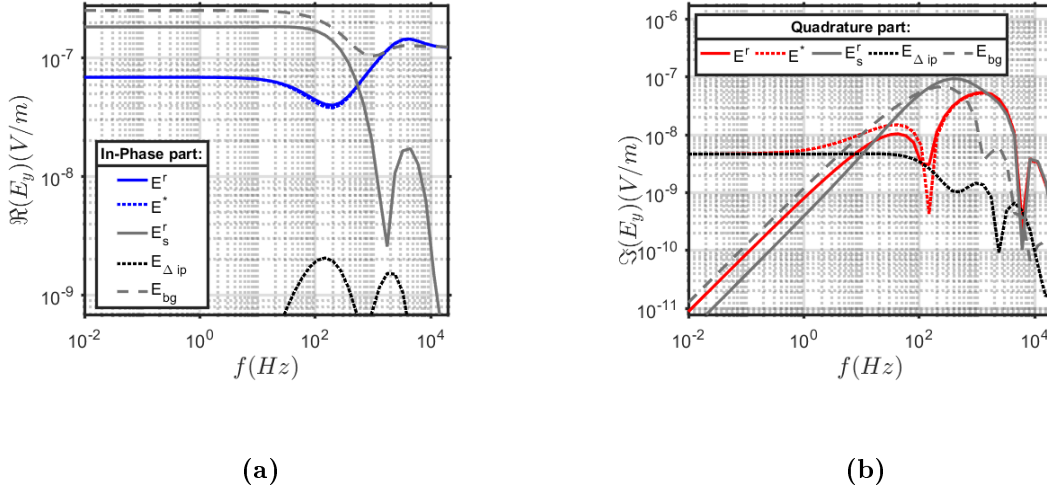 10^-7
10^-8
10^-9
ℜ(E_y)(V/m)
In-Phase part:
E^r
E^*
E_s^r
E_Δ ip
E_bg
10^-2
10^0
10^2
10^4
f(Hz)
(a)
10^-6
10^-7
10^-8
10^-9
10^-10
10^-11
ℑ(E_y)(V/m)
Quadrature part:
E^r E^* E_s^r E_Δ ip E_bg
10^-2
10^0
10^2
10^4
f(Hz)
(b)